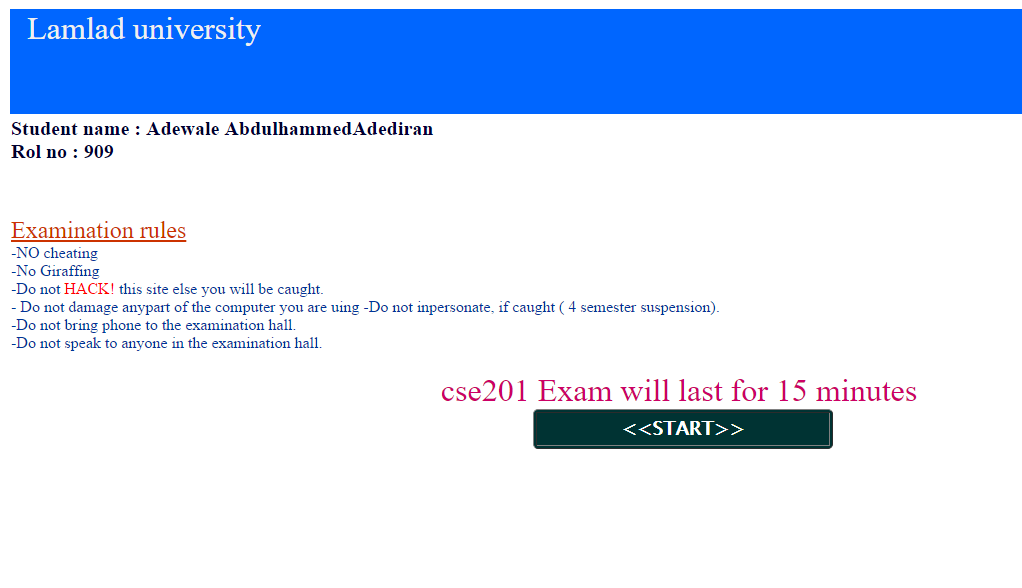 Lamlad university
Student name : Adewale AbdulhammedAdediran
Rol no : 909
Examination rules
-NO cheating
-No Giraffing
-Do not HACK! this site else you will be caught.
- Do not damage anypart of the computer you are uing -Do not inpersonate, if caught ( 4 semester suspension).
-Do not bring phone to the examination hall.
-Do not speak to anyone in the examination hall.
cse201 Exam will last for 15 minutes
<<START>>